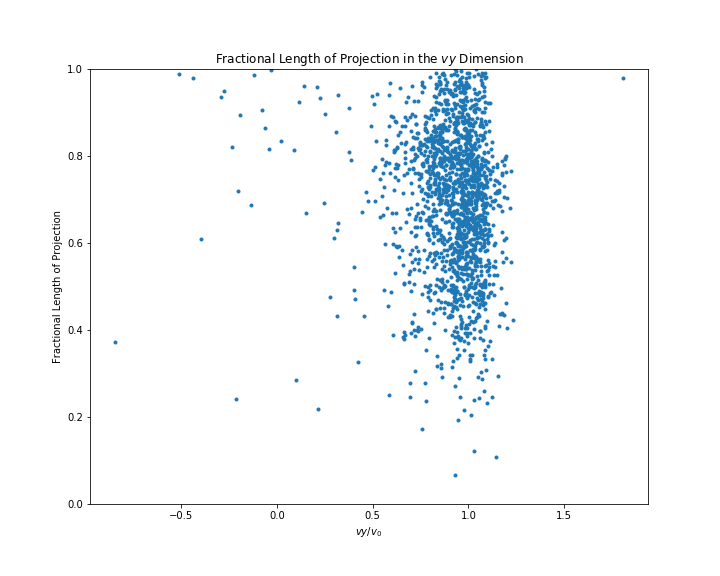 Fractional Length of Projection in the vy Dimension
1.0
0.8
0.6
0.4
0.2
0.0
Fractional Length of Projection
−0.5 0.0 0.5 1.0 1.5
vy/v₀